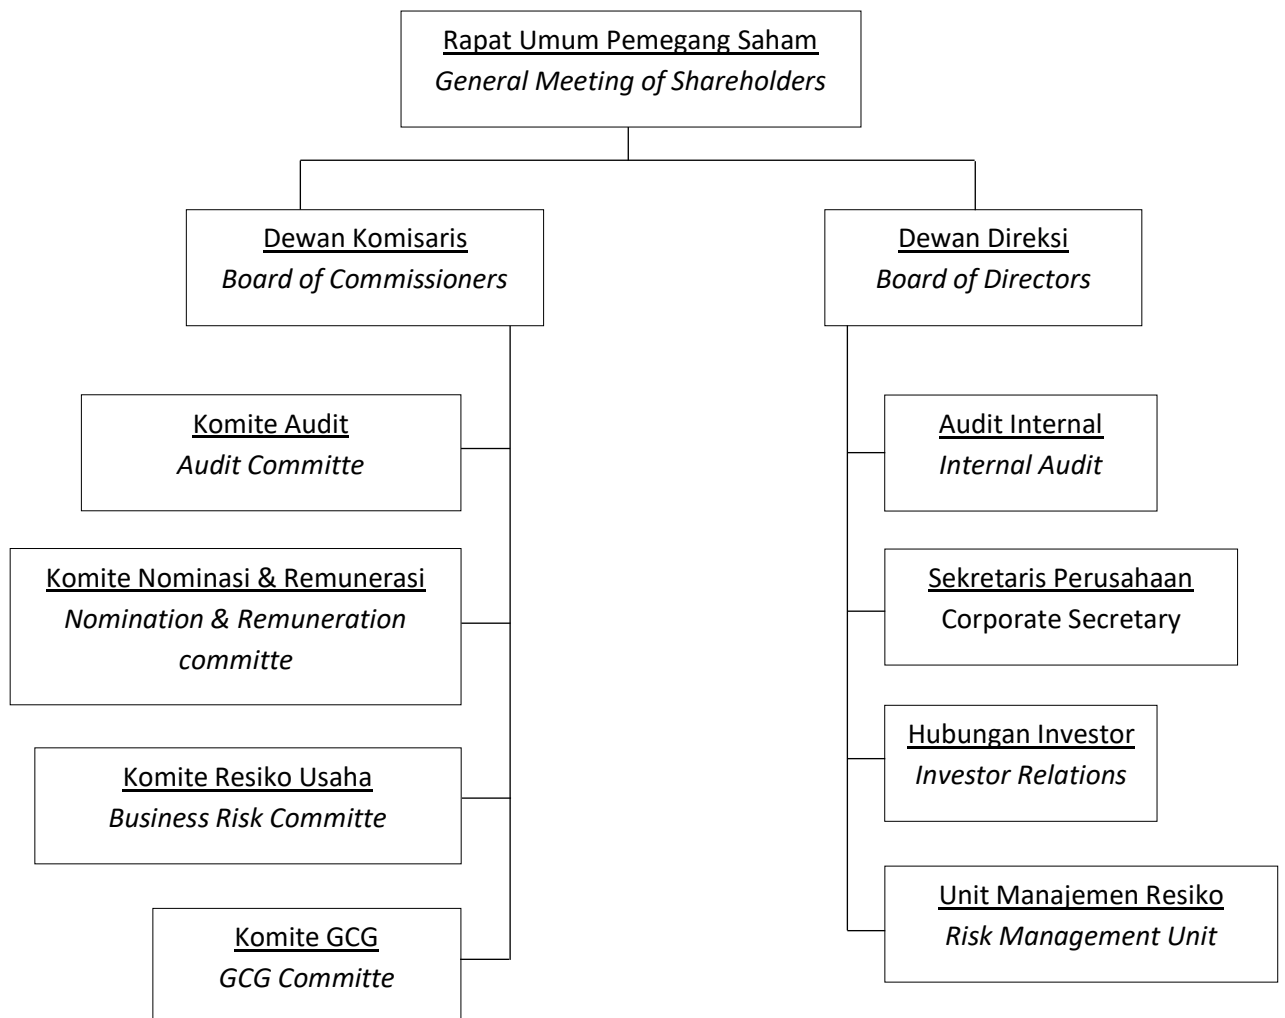 Rapat Umum Pemegang Saham
General Meeting of Shareholders
Dewan Komisaris
Board of Commissioners
Dewan Direksi
Board of Directors
Komite Audit
Audit Committe
Komite Nominasi & Remunerasi
Nomination & Remuneration
committe
Komite Resiko Usaha
Business Risk Committe
Komite GCG
GCG Committe
Audit Internal
Internal Audit
Sekretaris Perusahaan
Corporate Secretary
Hubungan Investor
Investor Relations
Unit Manajemen Resiko
Risk Management Unit